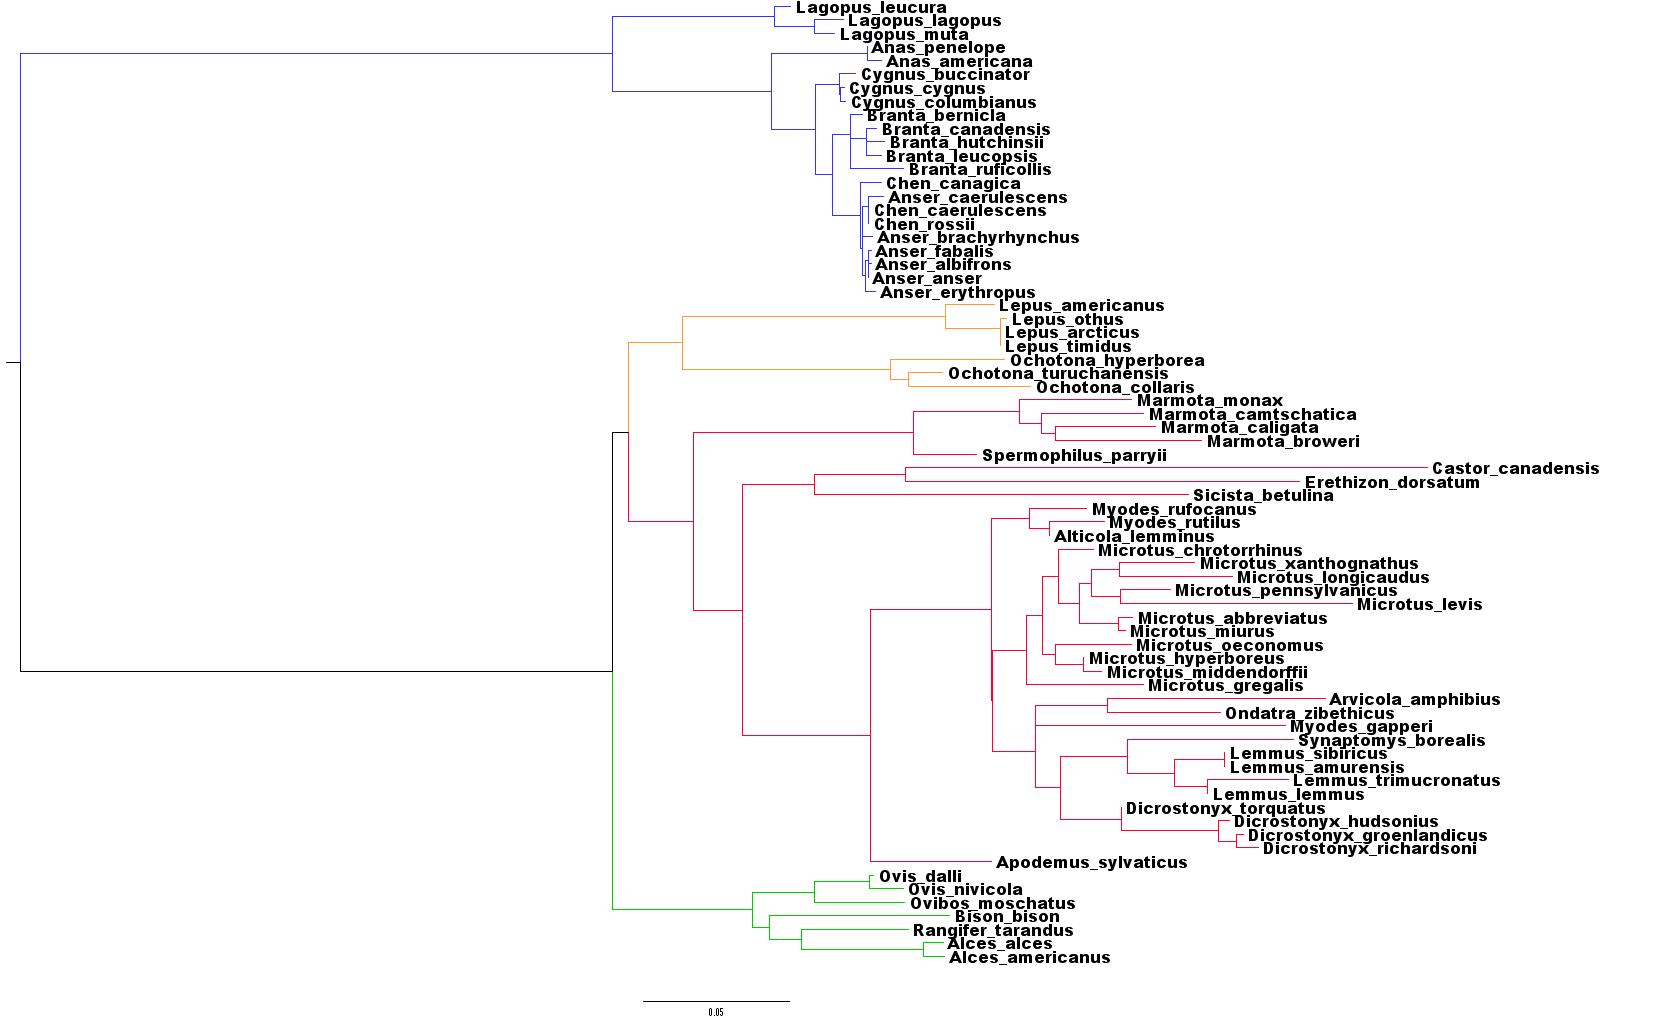 Lagopus_leucura
Lagopus_lagopus
Lagopus_muta
Anas_penelope
Anas_americana
Cygnus_buccinator
Cygnus_cygnus
Cygnus_columbianus
Branta_bernicla
Branta_canadensis
Branta_hutchinsii
Branta_leucopsis
Branta_ruficollis
Chen_canagica
Anser_caerulescens
Chen_caerulescens
Chen_rossii
Anser_brachyrhynchus
Anser_fabalis
Anser_albifrons
Anser_anser
Anser_erythropus
Lepus_americanus
Lepus_othus
Lepus_arcticus
Lepus_timidus
Ochotona_hyperborea
Ochotona_turuchanensis
Ochotona_collaris
Marmota_monax
Marmota_camtschatica
Marmota_caligata
Marmota_broweri
Spermophilus_parryii
Castor_canadensis
Erethizon_dorsatum
Sicista_betulina
Myodes_rufocanus
Myodes_rutilus
Alticola_lemminus
Microtus_chrotorrhinus
Microtus_xanthognathus
Microtus_longicaudus
Microtus_pennsylvanicus
Microtus_levis
Microtus_abbreviatus
Microtus_miurus
Microtus_oeconomus
Microtus_hyperboreus
Microtus_middendorffii
Microtus_gregalis
Arvicola_amphibius
Ondatra_zibethicus
Myodes_gapperi
Synaptomys_borealis
Lemmus_sibiricus
Lemmus_amurensis
Lemmus_trimucronatus
Lemmus_lemmus
Dicrostonyx_torquatus
Dicrostonyx_hudsonius
Dicrostonyx_groenlandicus
Dicrostonyx_richardsoni
Apodemus_sylvaticus
Ovis_dalli
Ovis_nivicola
Ovibos_moschatus
Bison_bison
Rangifer_tarandus
Alces_alces
Alces_americanus
0.05